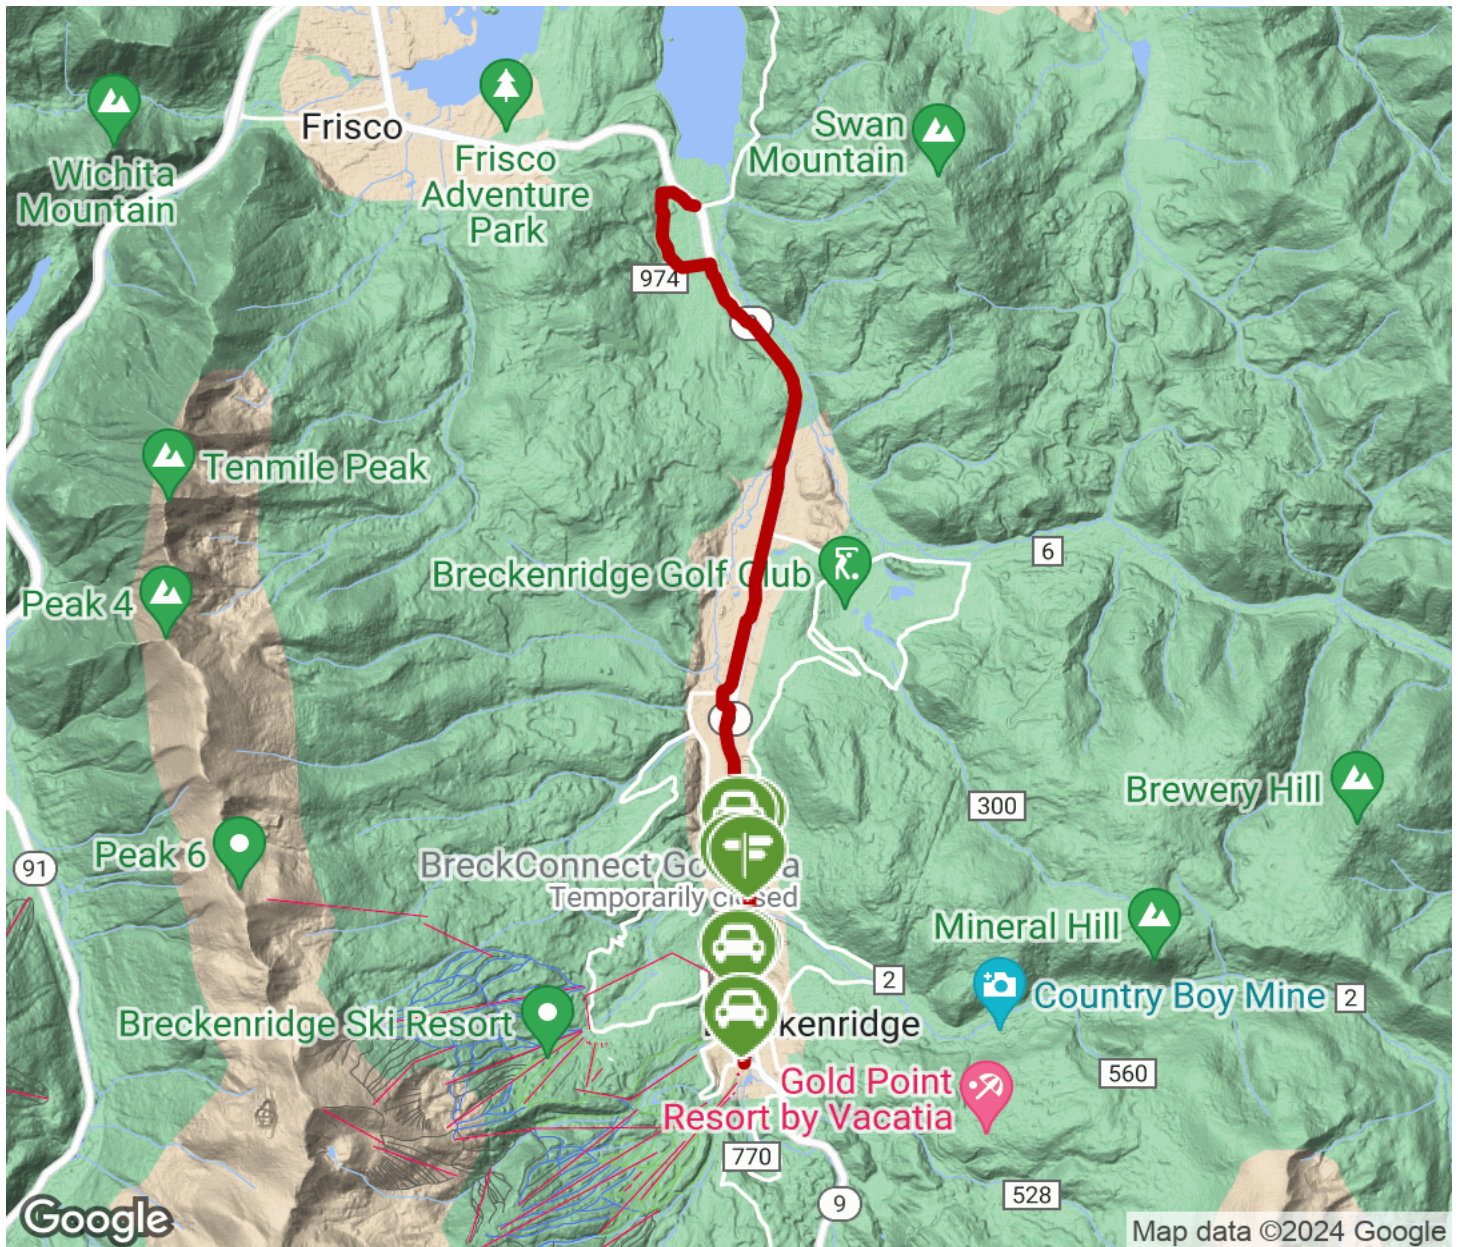 Frisco
Wichita
Mountain
Frisco
Adventure
Park
Swan
Mountain
974
Tenmile Peak
Breckenridge Golf Club
6
Peak 4
300
Brewery Hill
91
Peak 6
BreckConnect Go
a
Temporarily closed
Mineral Hill
2
Country Boy Mine
2
Breckenridge Ski Resort
kenridge
560
Gold Point
Resort by Vacatia
770
528
9
Google
Map data ©2024 Google